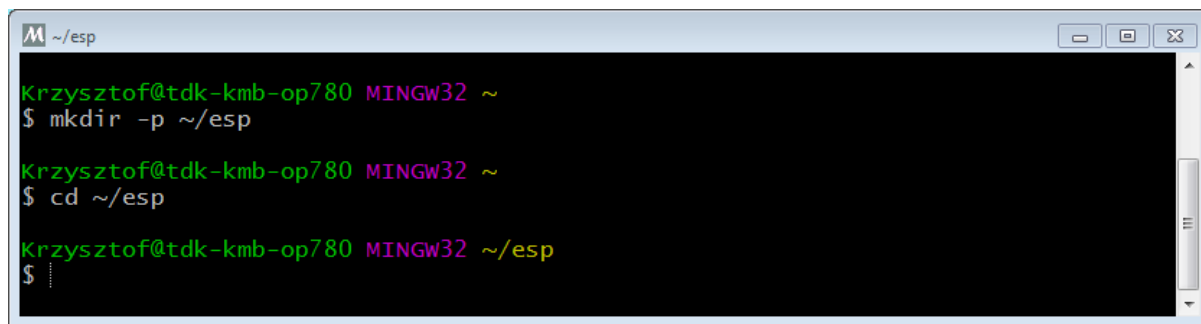 ~/esp
Krzysztof@tdk-kmb-op780 MINGW32 ~
$ mkdir -p ~/esp
Krzysztof@tdk-kmb-op780 MINGW32 ~
$ cd ~/esp
Krzysztof@tdk-kmb-op780 MINGW32 ~/esp
$